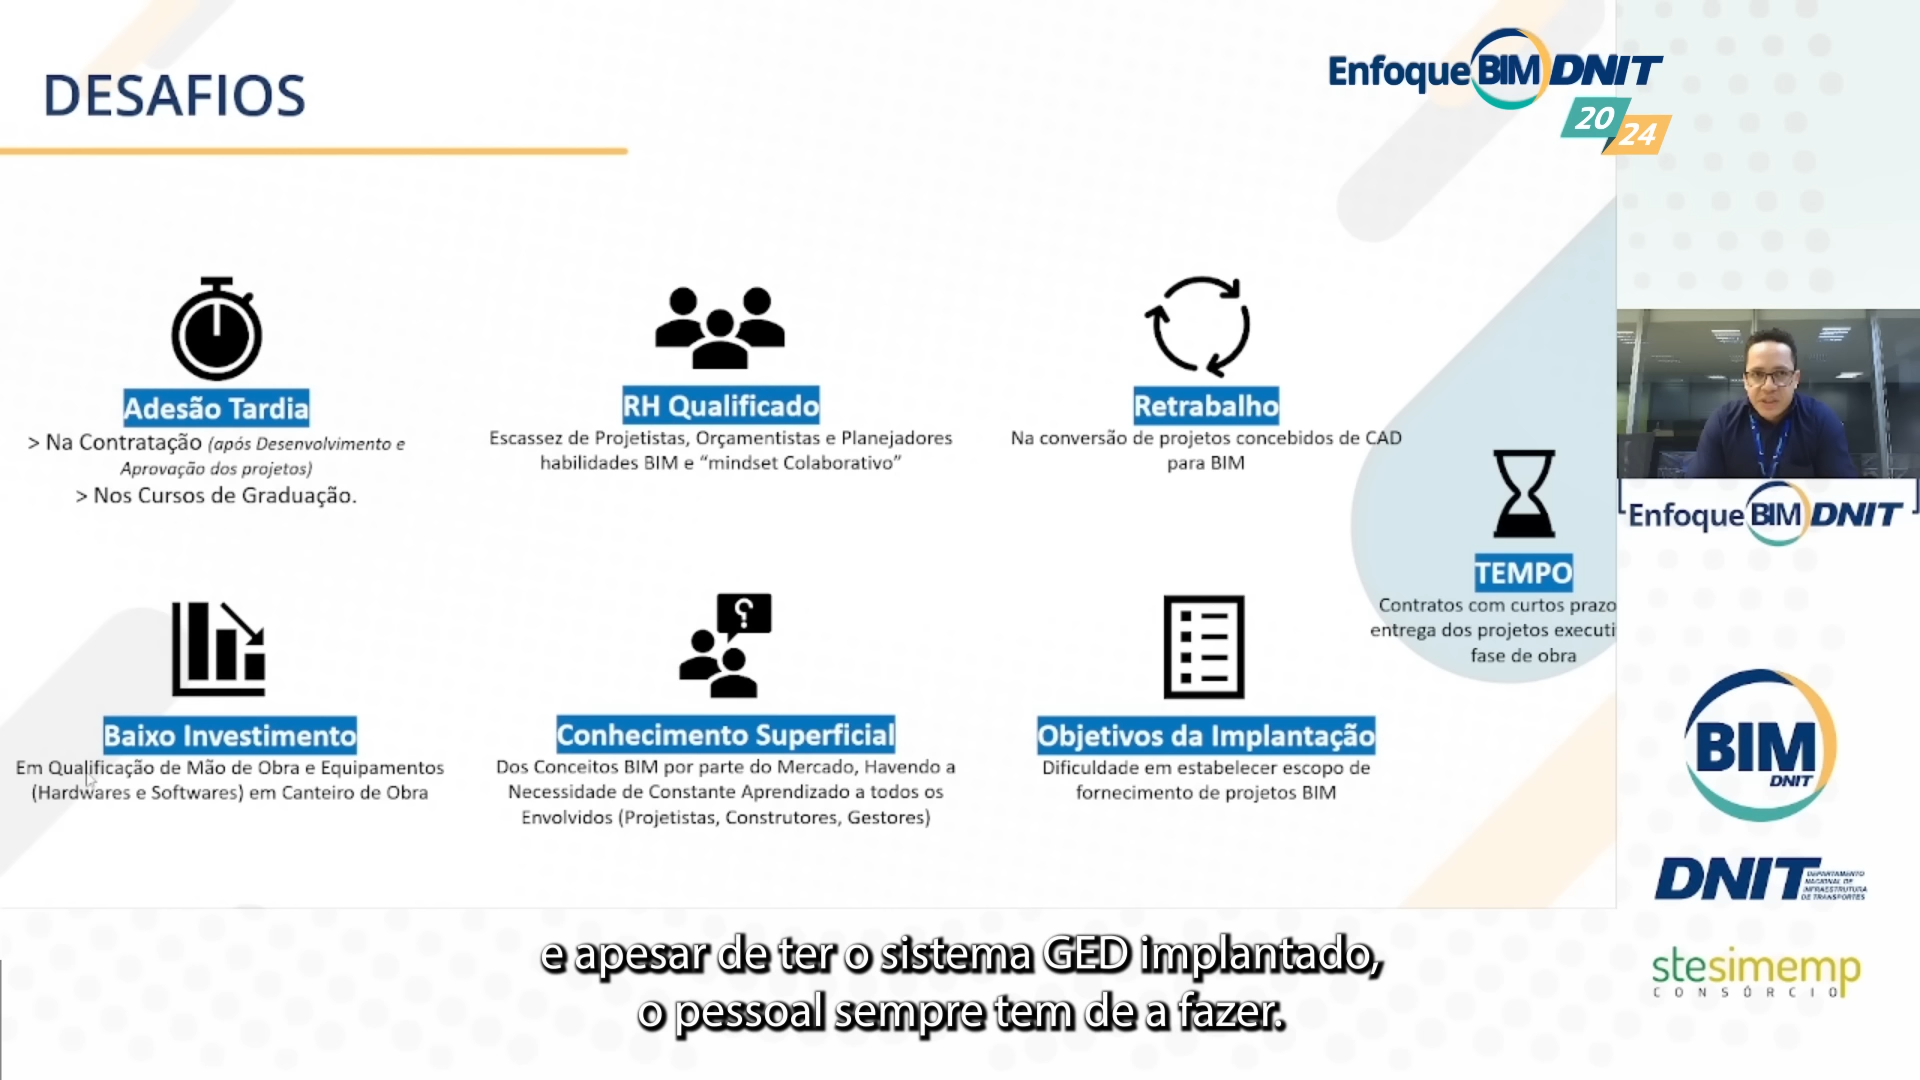 DESAFIOS
Enfoque BIM DNIT
20
24
Adesão Tardia
> Na Contratação (após Desenvolvimento e
Aprovação dos projetos)
> Nos Cursos de Graduação.
RH Qualificado
Escassez de Projetistas, Orçamentistas e Planejadores
habilidades BIM e “mindset Colaborativo”
Retrabalho
Na conversão de projetos concebidos de CAD
para BIM
TEMPO
Contratos com curtos prazo
entrega dos projetos executi
fase de obra
Baixo Investimento
Em Qualificação de Mão de Obra e Equipamentos
(Hardwares e Softwares) em Canteiro de Obra
?
Conhecimento Superficial
Dos Conceitos BIM por parte do Mercado, Havendo a
Necessidade de Constante Aprendizado a todos os
Envolvidos (Projetistas, Construtores, Gestores)
Objetivos da Implantação
Dificuldade em estabelecer escopo de
fornecimento de projetos BIM
Enfoque BIM DNIT
BIM
DNIT
DNIT
DEPARTAMENTO
NACIONAL DE
INFRAESTRUTURA
DE TRANSPORTES
stesimemp
CONSÓRCIO
e apesar de ter o sistema GED implantado,
o pessoal sempre tem de a fazer.